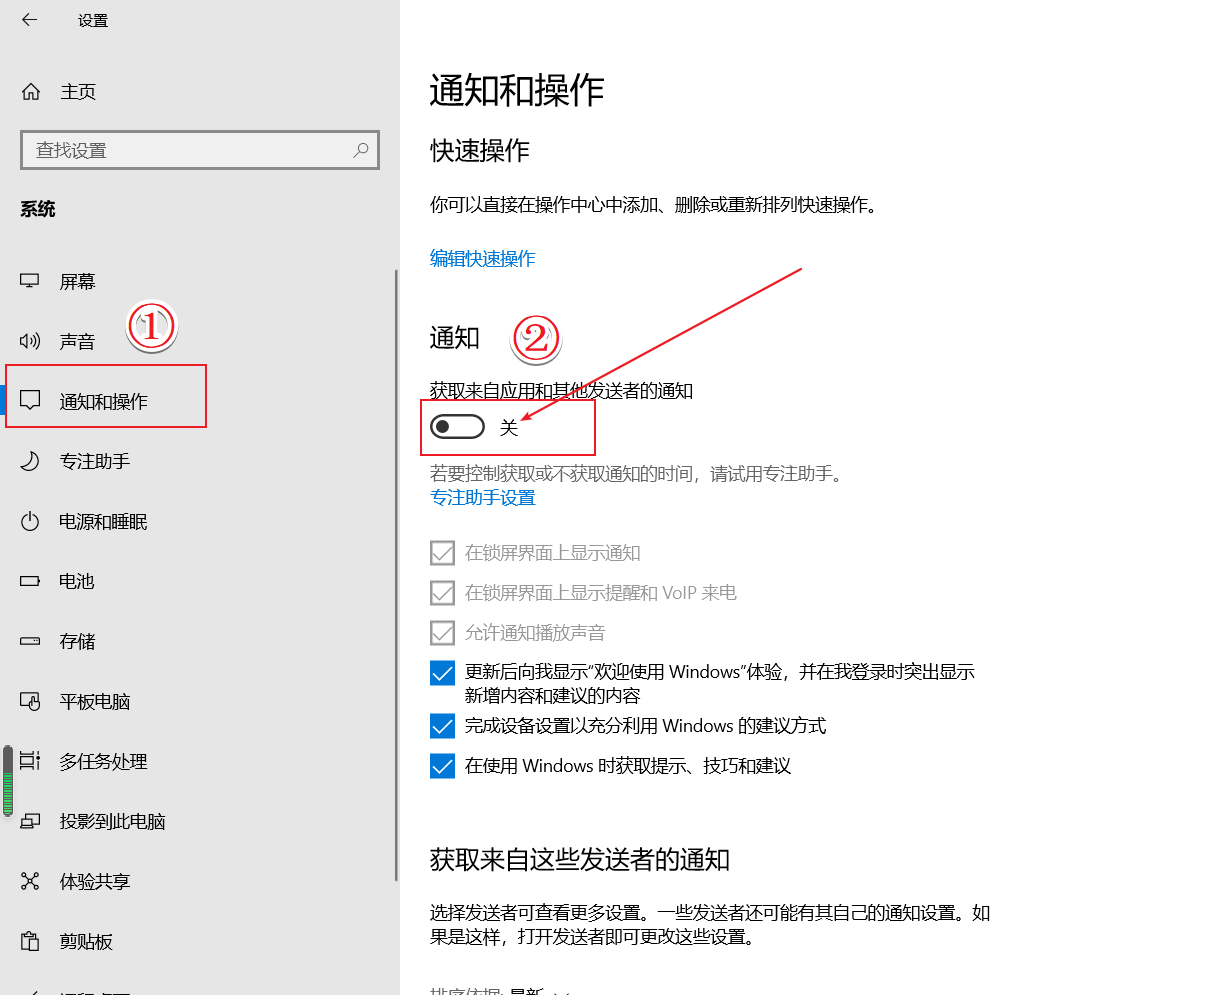 设置
主页
查找设置
系统
屏幕
声音
①
通知和操作
专注助手
电源和睡眠
电池
存储
平板电脑
多任务处理
投影到此电脑
体验共享
剪贴板
通知和操作
快速操作
你可以直接在操作中心中添加、删除或重新排列快速操作。
编辑快速操作
通知
②
获取来自应用和其他发送者的通知
关
若要控制获取或不获取通知的时间，请试用专注助手。
专注助手设置
在锁屏界面上显示通知
在锁屏界面上显示提醒和 VoIP 来电
允许通知播放声音
更新后向我显示“欢迎使用 Windows”体验，并在我登录时突出显示
新增内容和建议的内容
完成设备设置以充分利用 Windows 的建议方式
在使用 Windows 时获取提示、技巧和建议
获取来自这些发送者的通知
选择发送者可查看更多设置。一些发送者还可能有其自己的通知设置。如
果是这样，打开发送者即可更改这些设置。
排序依据: 最新